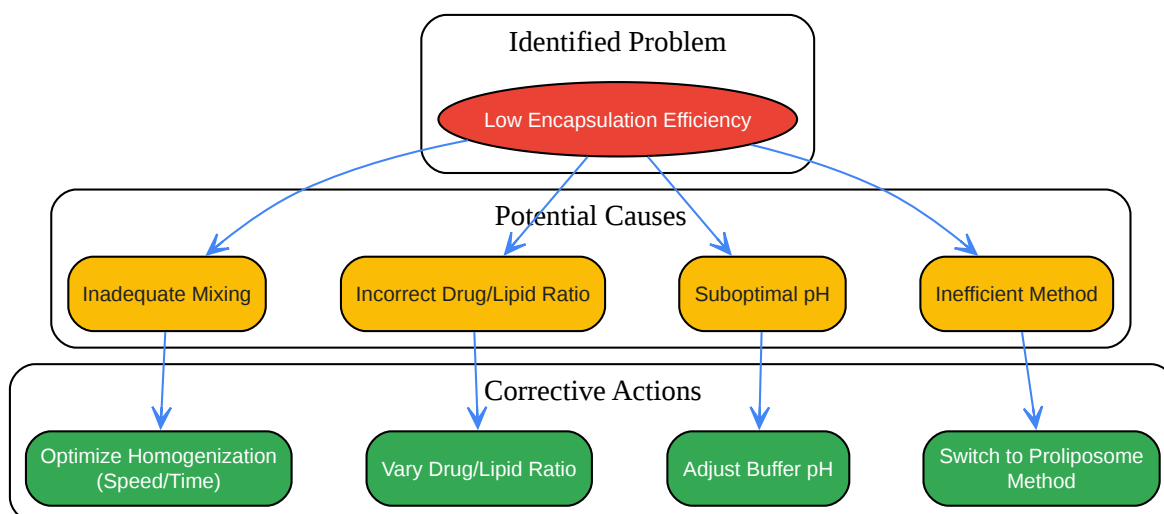 Identified Problem
Low Encapsulation Efficiency
Potential Causes
Inadequate Mixing
Incorrect Drug/Lipid Ratio
Suboptimal pH
Inefficient Method
Corrective Actions
Optimize Homogenization
(Speed/Time)
Vary Drug/Lipid Ratio
Adjust Buffer pH
Switch to Proliposome
Method